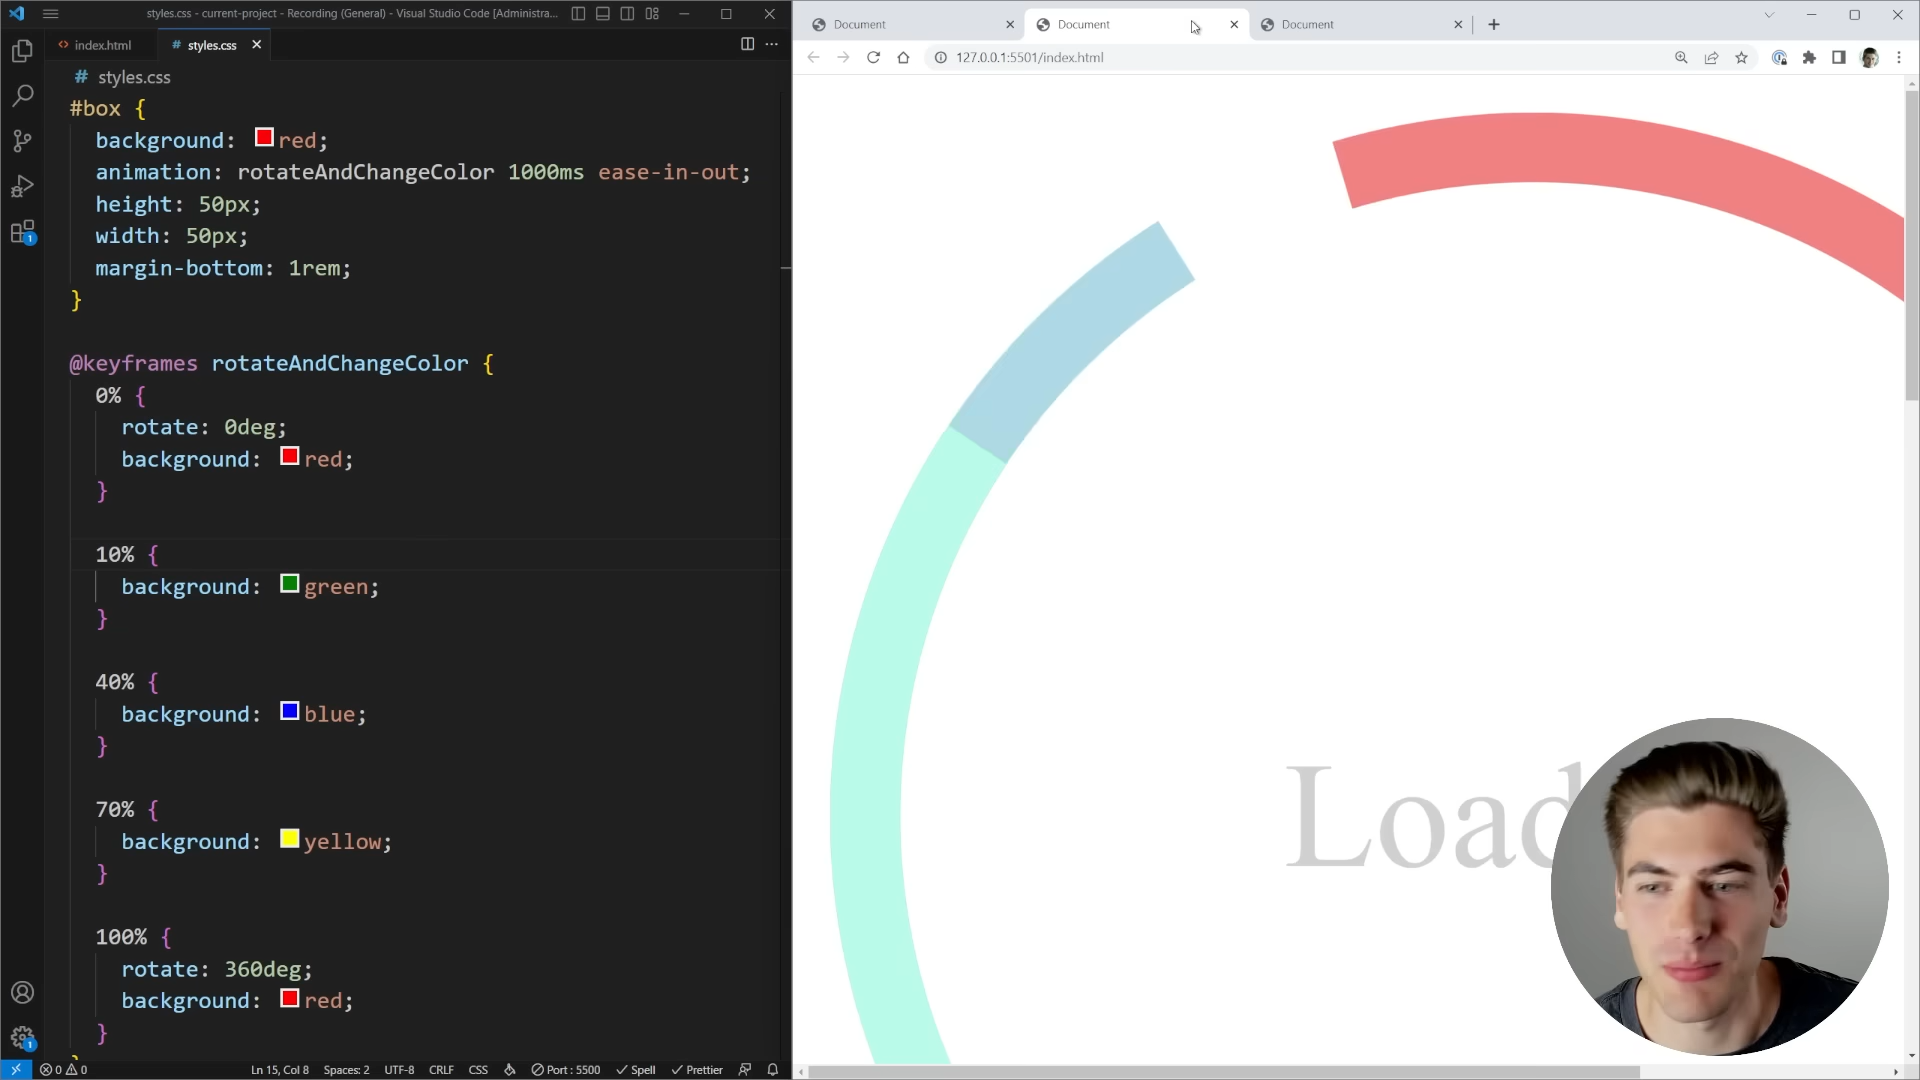 styles.css - current-project - Recording (General) - Visual Studio Code [Administra...
index.html
# styles.css
# styles.css
#box {
background: red;
animation: rotateAndChangeColor 1000ms ease-in-out;
height: 50px;
width: 50px;
margin-bottom: 1rem;
}
@keyframes rotateAndChangeColor {
0% {
rotate: 0deg;
background: red;
}
10% {
background: green;
}
40% {
background: blue;
}
70% {
background: yellow;
}
100% {
rotate: 360deg;
background: red;
}
1
1
0 0
Ln 15, Col 8
Spaces: 2
UTF-8
CRLF
CSS
Port : 5500
Spell
Prettier
Document
Document
Document
127.0.0.1:5501/index.html
Load